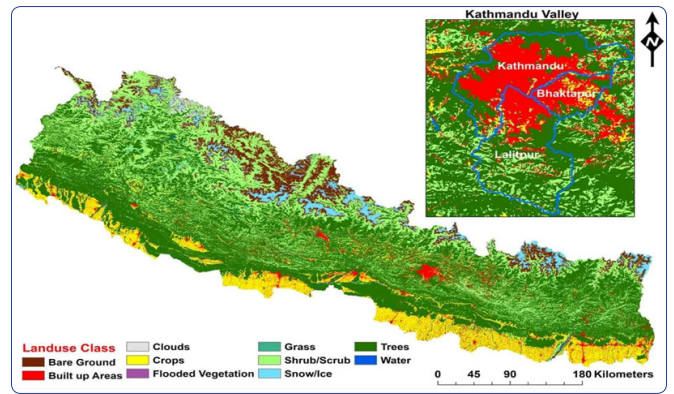 Kathmandu Valley
N
Kathmandu
Bhaktapur
Lalitpur
Landuse Class
Bare Ground
Built up Areas
Clouds
Crops
Flooded Vegetation
Grass
Shrub/Scrub
Snow/Ice
Trees
Water
0 45 90 180 Kilometers